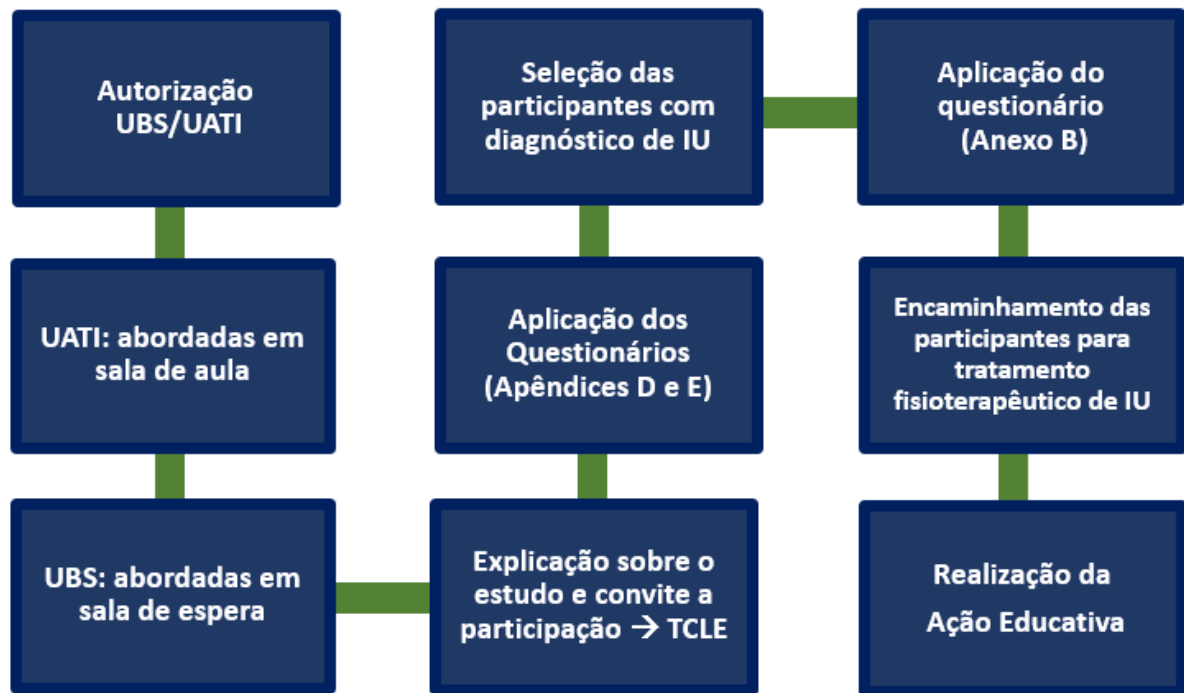 Autorização
UBS/UATI
UATI: abordadas em
sala de aula
UBS: abordadas em
sala de espera
Explicação sobre o
estudo e convite a
participação → TCLE
Aplicação dos
Questionários
(Apêndices D e E)
Seleção das
participantes com
diagnóstico de IU
Aplicação do
questionário
(Anexo B)
Encaminhamento das
participantes para
tratamento
fisioterapêutico de IU
Realização da
Ação Educativa